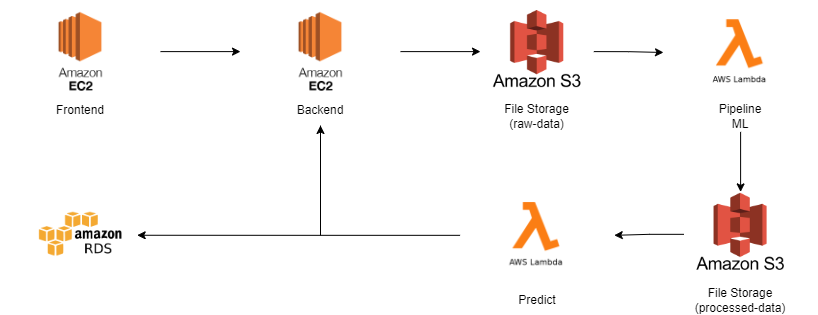 Amazon
EC2
Frontend
Amazon
EC2
Backend
Amazon S3
File Storage
(raw-data)
AWS Lambda
Pipeline
ML
amazon
RDS
AWS Lambda
Predict
Amazon S3
File Storage
(processed-data)